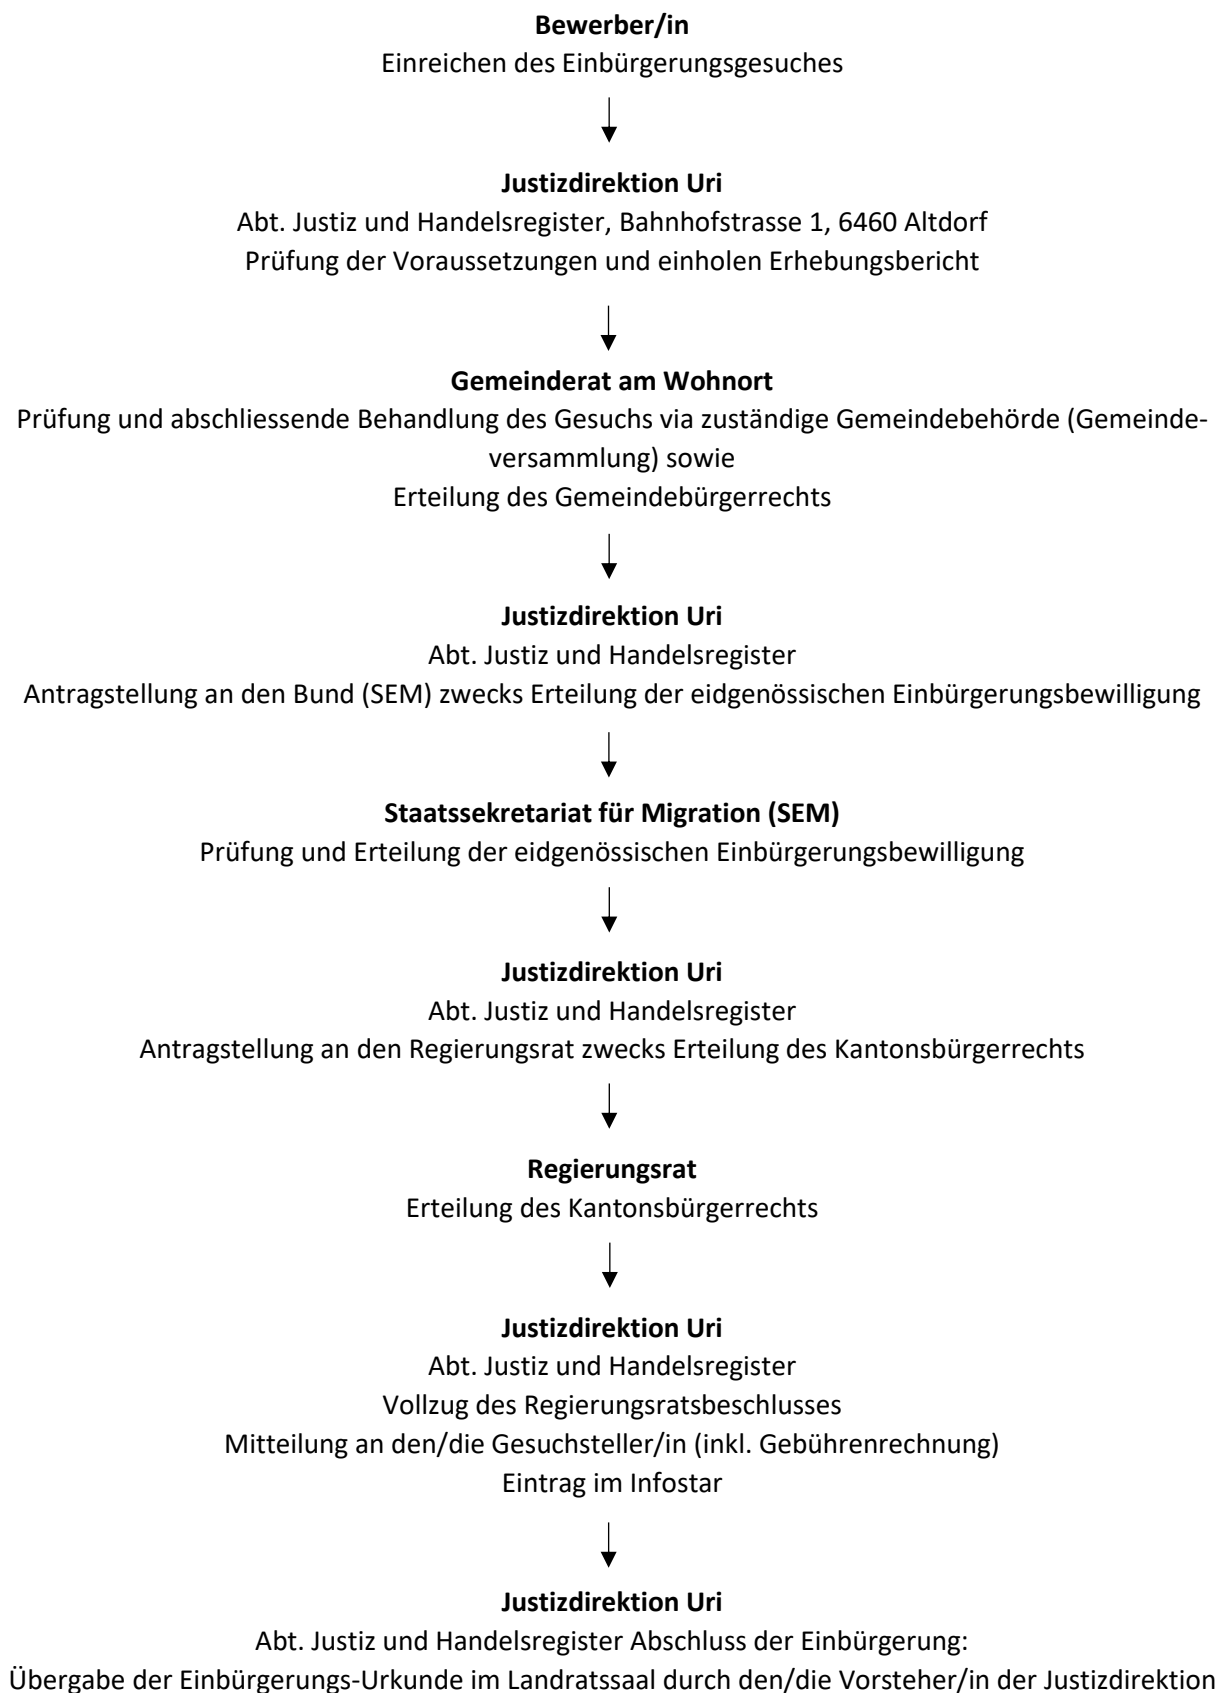 Bewerber/in
Einreichen des Einbürgerungsgesuches
Justizdirektion Uri
Abt. Justiz und Handelsregister, Bahnhofstrasse 1, 6460 Altdorf
Prüfung der Voraussetzungen und einholen Erhebungsbericht
Gemeinderat am Wohnort
Prüfung und abschliessende Behandlung des Gesuchs via zuständige Gemeindebehörde (Gemeinde-
versammlung) sowie
Erteilung des Gemeindebürgerrechts
Justizdirektion Uri
Abt. Justiz und Handelsregister
Antragstellung an den Bund (SEM) zwecks Erteilung der eidgenössischen Einbürgerungsbewilligung
Staatssekretariat für Migration (SEM)
Prüfung und Erteilung der eidgenössischen Einbürgerungsbewilligung
Justizdirektion Uri
Abt. Justiz und Handelsregister
Antragstellung an den Regierungsrat zwecks Erteilung des Kantonsbürgerrechts
Regierungsrat
Erteilung des Kantonsbürgerrechts
Justizdirektion Uri
Abt. Justiz und Handelsregister
Vollzug des Regierungsratsbeschlusses
Mitteilung an den/die Gesuchsteller/in (inkl. Gebührenrechnung)
Eintrag im Infostar
Justizdirektion Uri
Abt. Justiz und Handelsregister Abschluss der Einbürgerung:
Übergabe der Einbürgerungs-Urkunde im Landratssaal durch den/die Vorsteher/in der Justizdirektion